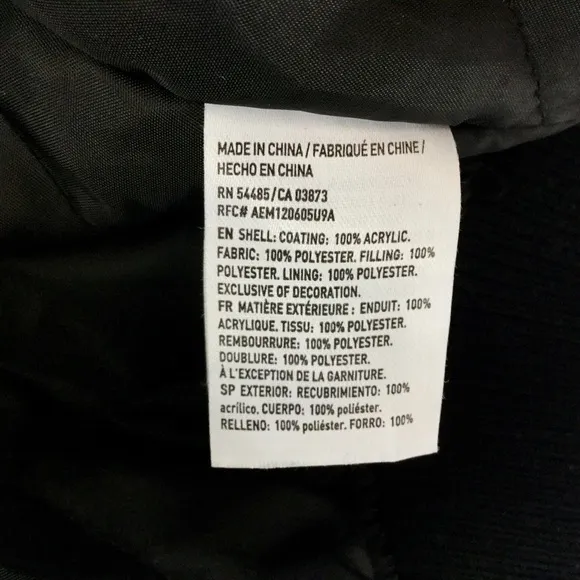 MADE IN CHINA / FABRIQUÉ EN CHINE /
HECHO EN CHINA
RN 54485/CA 03873
RFC# AEM120605U9A
EN SHELL: COATING: 100% ACRYLIC.
FABRIC: 100% POLYESTER. FILLING: 100%
POLYESTER. LINING: 100% POLYESTER.
EXCLUSIVE OF DECORATION.
FR MATIÈRE EXTÉRIEURE : ENDUIT: 100%
ACRYLIQUE. TISSU: 100% POLYESTER.
REMBOURRURE: 100% POLYESTER.
DOUBLURE: 100% POLYESTER.
À L'EXCEPTION DE LA GARNITURE.
SP EXTERIOR: RECUBRIMIENTO: 100%
acrílico. CUERPO: 100% poliéster.
RELLENO: 100% poliéster. FORRO: 100%